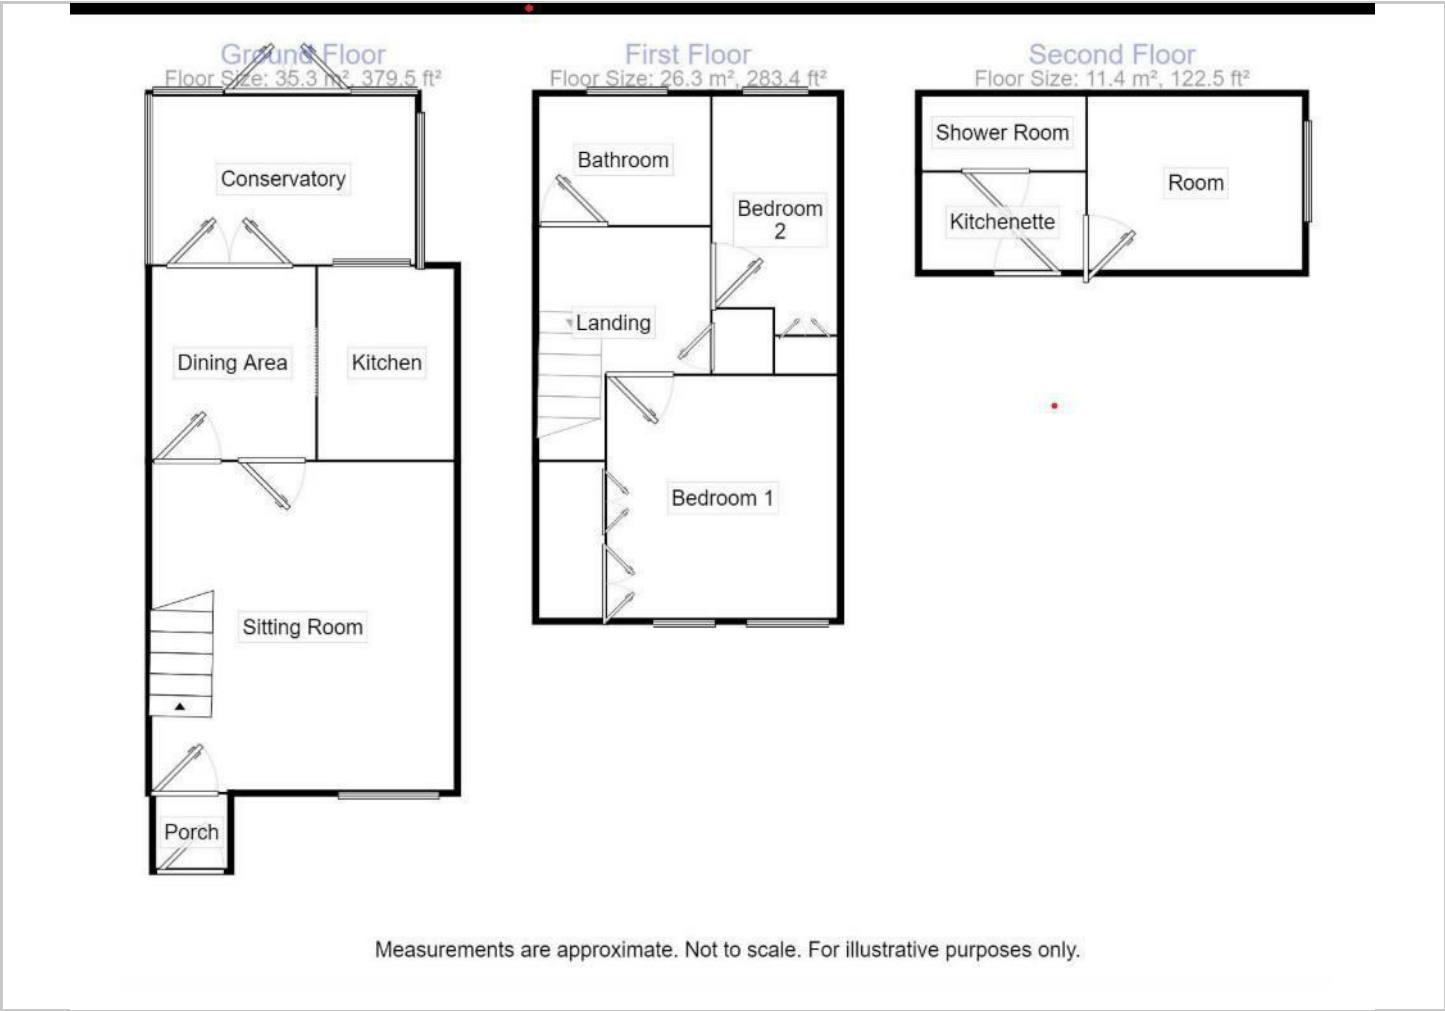 Ground Floor
Floor Size: 35.3 m², 379.5 ft²
Conservatory
Dining Area
Kitchen
Sitting Room
Porch
First Floor
Floor Size: 26.3 m², 283.4 ft²
Bathroom
Bedroom
2
Landing
Bedroom 1
Second Floor
Floor Size: 11.4 m², 122.5 ft²
Shower Room
Kitchenette
Room
Measurements are approximate. Not to scale. For illustrative purposes only.